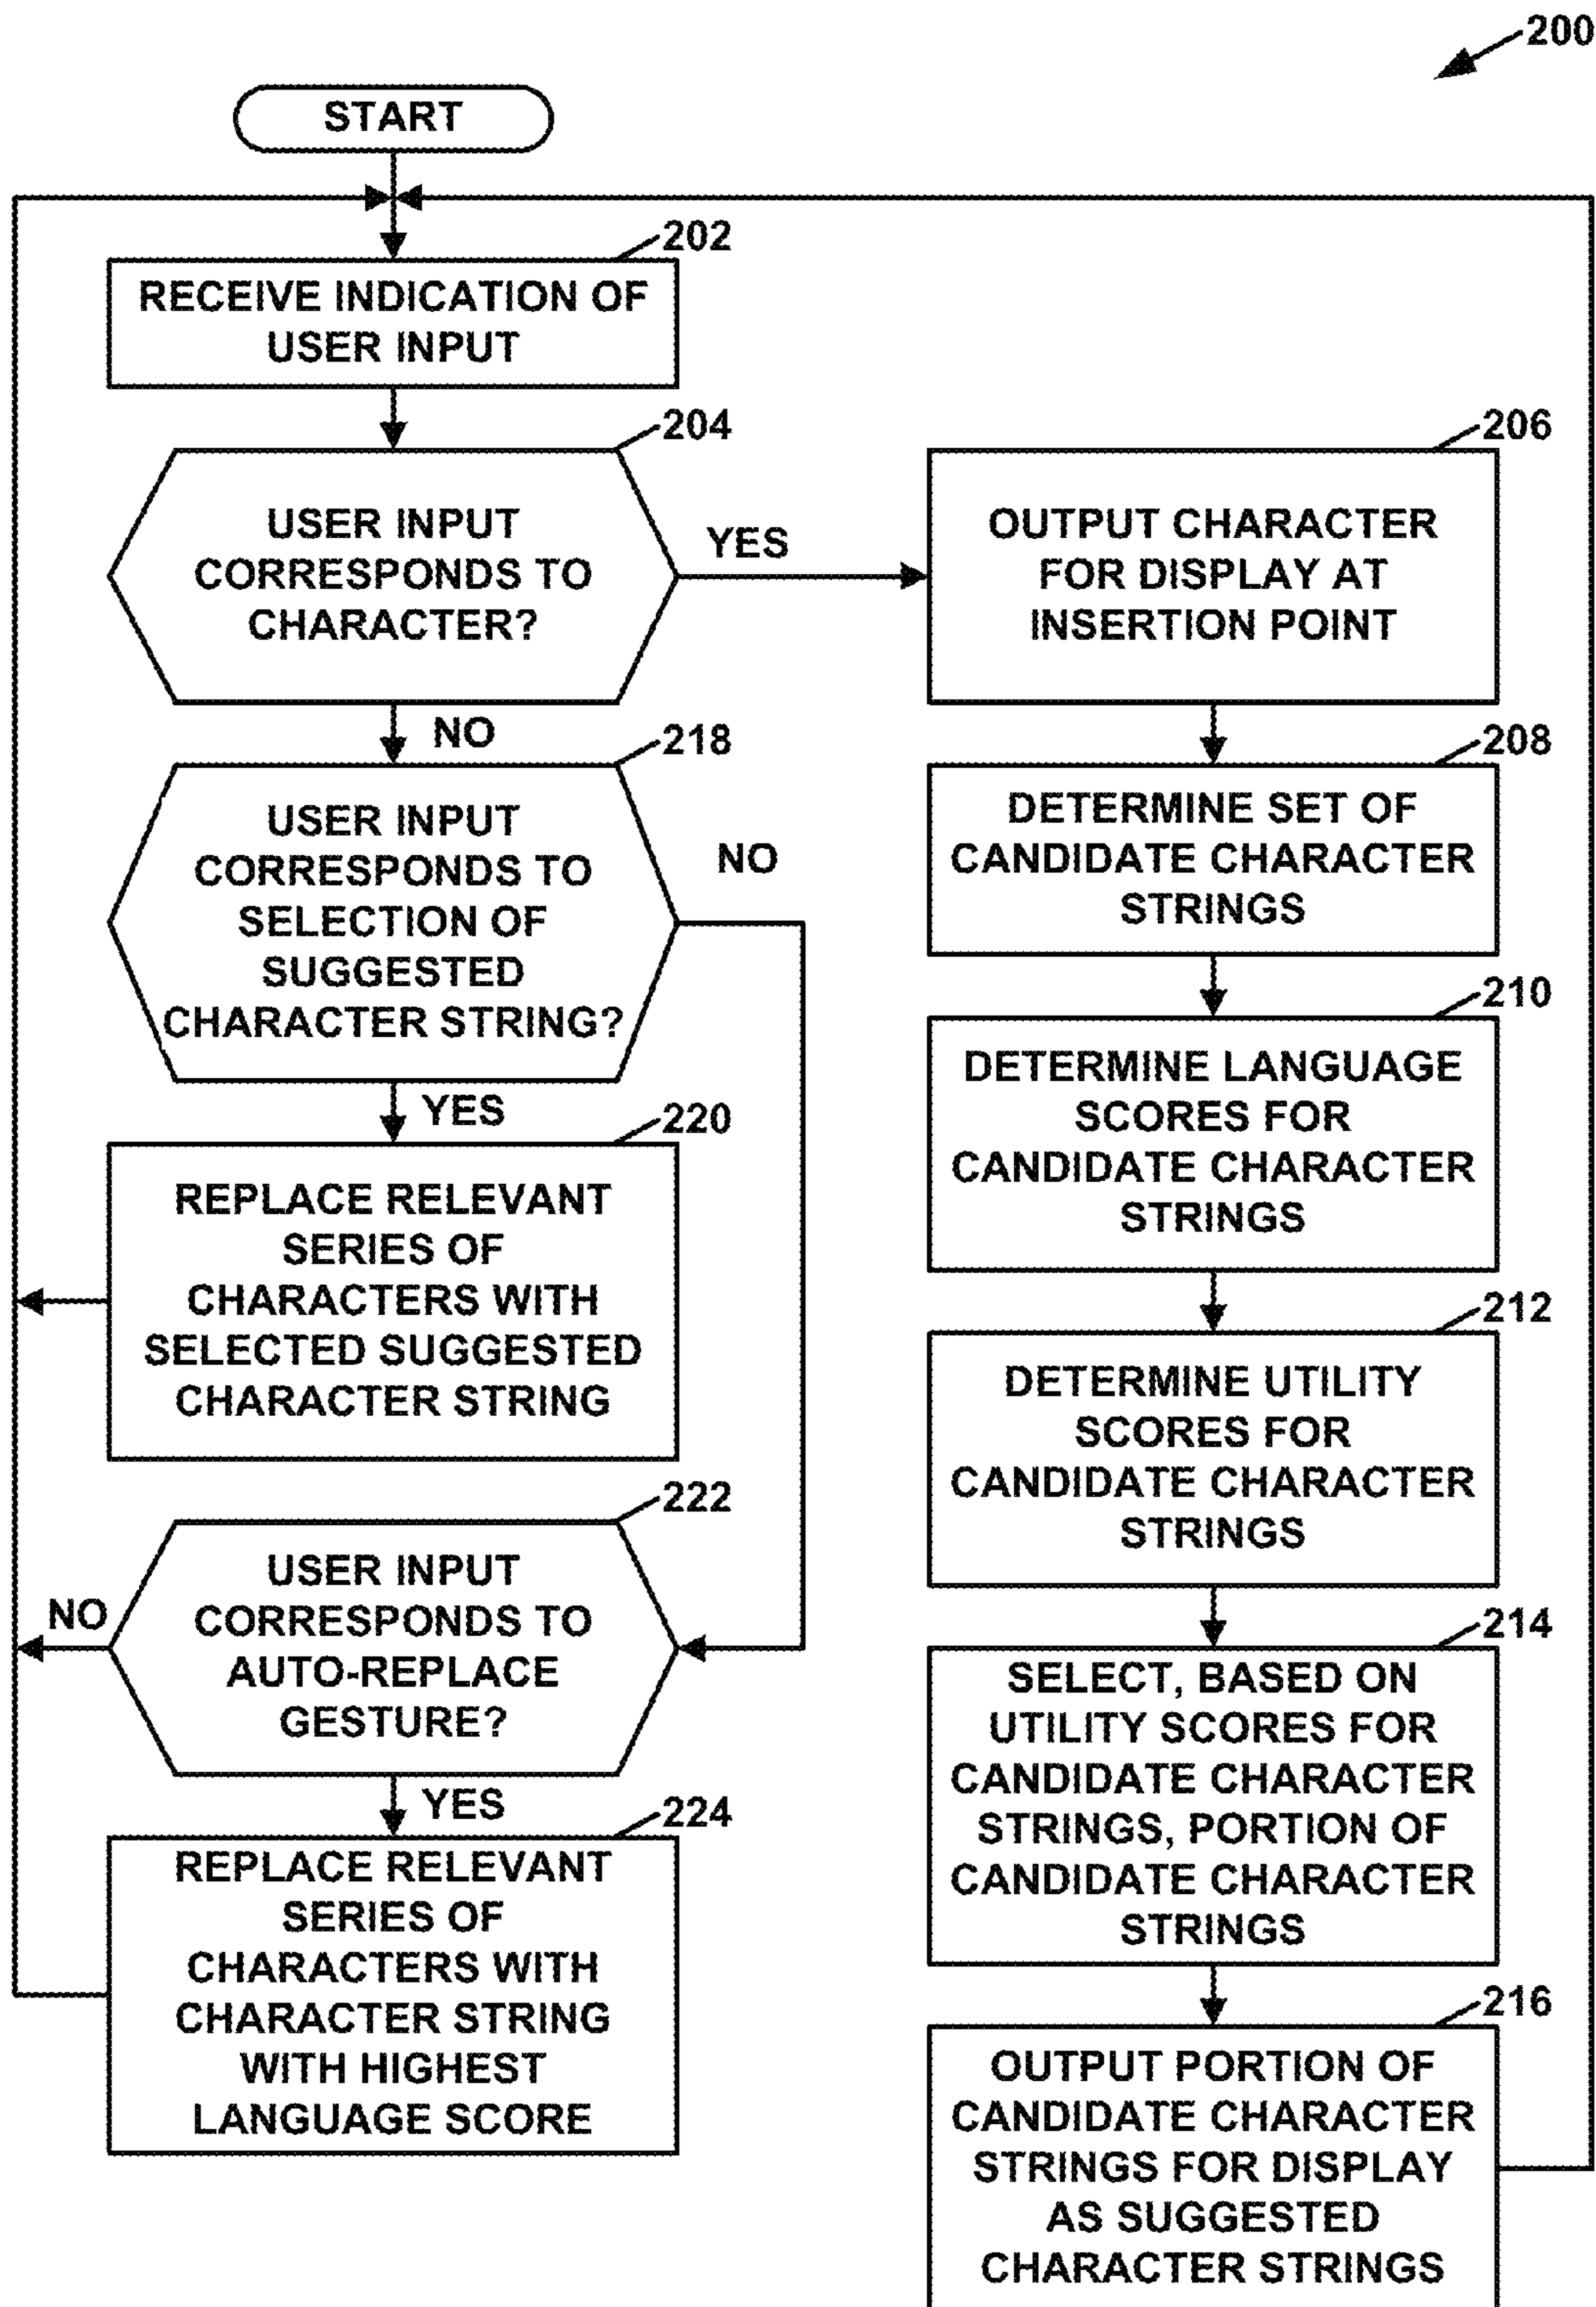 200
START
202
RECEIVE INDICATION OF
USER INPUT
204
USER INPUT
CORRESPONDS TO
CHARACTER?
YES
206
OUTPUT CHARACTER
FOR DISPLAY AT
INSERTION POINT
NO
218
USER INPUT
CORRESPONDS TO
SELECTION OF
SUGGESTED
CHARACTER STRING?
NO
208
DETERMINE SET OF
CANDIDATE CHARACTER
STRINGS
210
DETERMINE LANGUAGE
SCORES FOR
CANDIDATE CHARACTER
STRINGS
YES
220
REPLACE RELEVANT
SERIES OF
CHARACTERS WITH
SELECTED SUGGESTED
CHARACTER STRING
212
DETERMINE UTILITY
SCORES FOR
CANDIDATE CHARACTER
STRINGS
222
USER INPUT
CORRESPONDS TO
AUTO-REPLACE
GESTURE?
NO
214
SELECT, BASED ON
UTILITY SCORES FOR
CANDIDATE CHARACTER
STRINGS, PORTION OF
CANDIDATE CHARACTER
STRINGS
YES
224
REPLACE RELEVANT
SERIES OF
CHARACTERS WITH
CHARACTER STRING
WITH HIGHEST
LANGUAGE SCORE
216
OUTPUT PORTION OF
CANDIDATE CHARACTER
STRINGS FOR DISPLAY
AS SUGGESTED
CHARACTER STRINGS